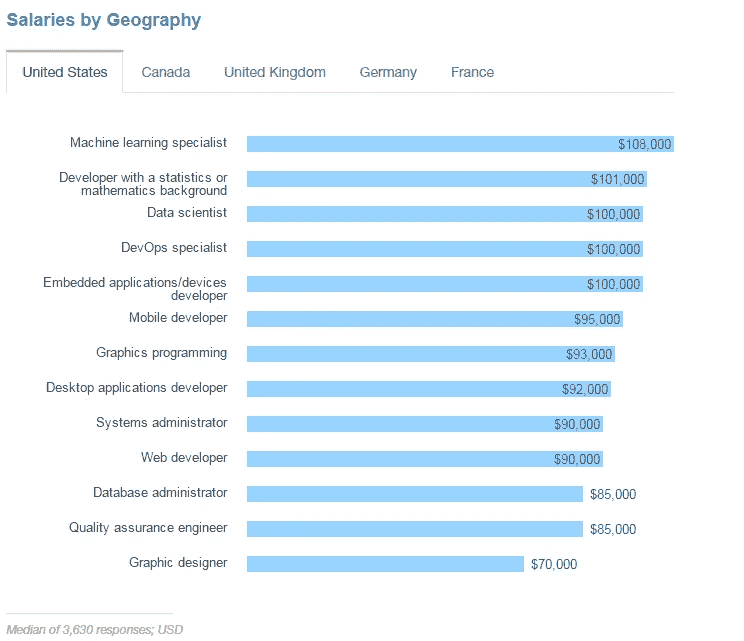 Salaries by Geography
United States Canada United Kingdom Germany France
Machine learning specialist $108,000
Developer with a statistics or
mathematics background $101,000
Data scientist $100,000
DevOps specialist $100,000
Embedded applications/devices
developer $100,000
Mobile developer $95,000
Graphics programming $93,000
Desktop applications developer $92,000
Systems administrator $90,000
Web developer $90,000
Database administrator $85,000
Quality assurance engineer $85,000
Graphic designer $70,000
Median of 3,630 responses; USD